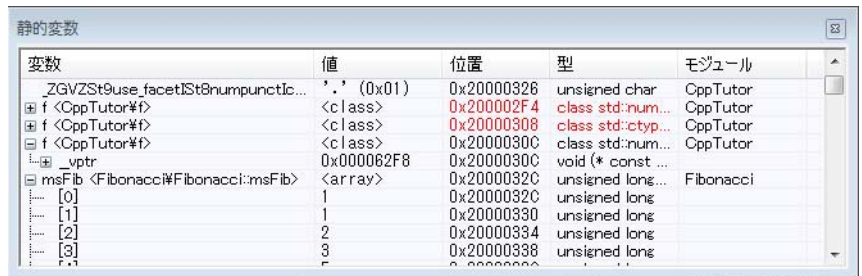 静的変数
変数 値 位置 型 モジュール
_ZGVZSt9use_facetISt8numpunctIc... '.' (0x01) 0x20000326 unsigned char CppTutor
f <CppTutor¥f> <class> 0x200002F4 class std::num... CppTutor
f <CppTutor¥f> <class> 0x20000308 class std::ctyp... CppTutor
f <CppTutor¥f> <class> 0x2000030C class std::num... CppTutor
_vptr 0x000062F8 0x2000030C void (* const ...
msFib <Fibonacci¥Fibonacci::msFib> <array> 0x2000032C unsigned long... Fibonacci
[0] 1 0x2000032C unsigned long
[1] 1 0x20000330 unsigned long
[2] 2 0x20000334 unsigned long
[3] 3 0x20000338 unsigned long